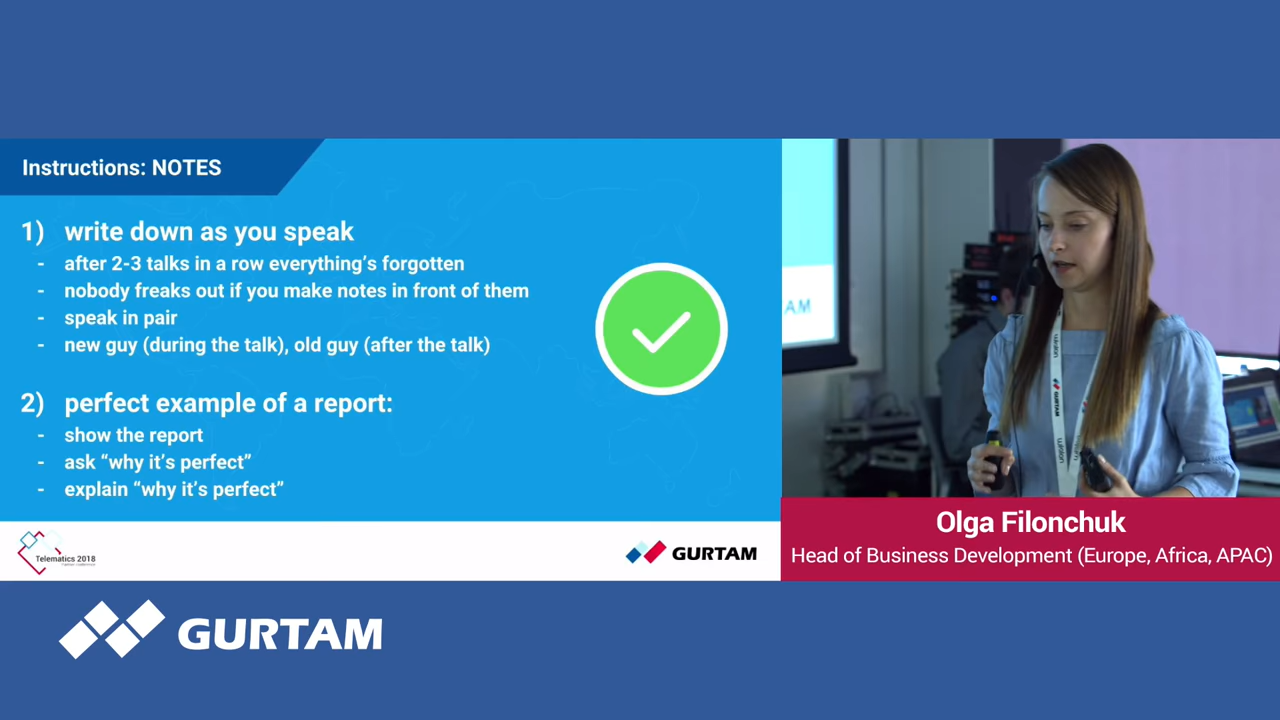 Instructions: NOTES
1) write down as you speak
- after 2-3 talks in a row everything's forgotten
- nobody freaks out if you make notes in front of them
- speak in pair
- new guy (during the talk), old guy (after the talk)
2) perfect example of a report:
- show the report
- ask “why it’s perfect”
- explain “why it’s perfect”
Telematics 2018
GURTAM
AM
GURTAM
Olga Filonchuk
Head of Business Development (Europe, Africa, APAC)
GURTAM